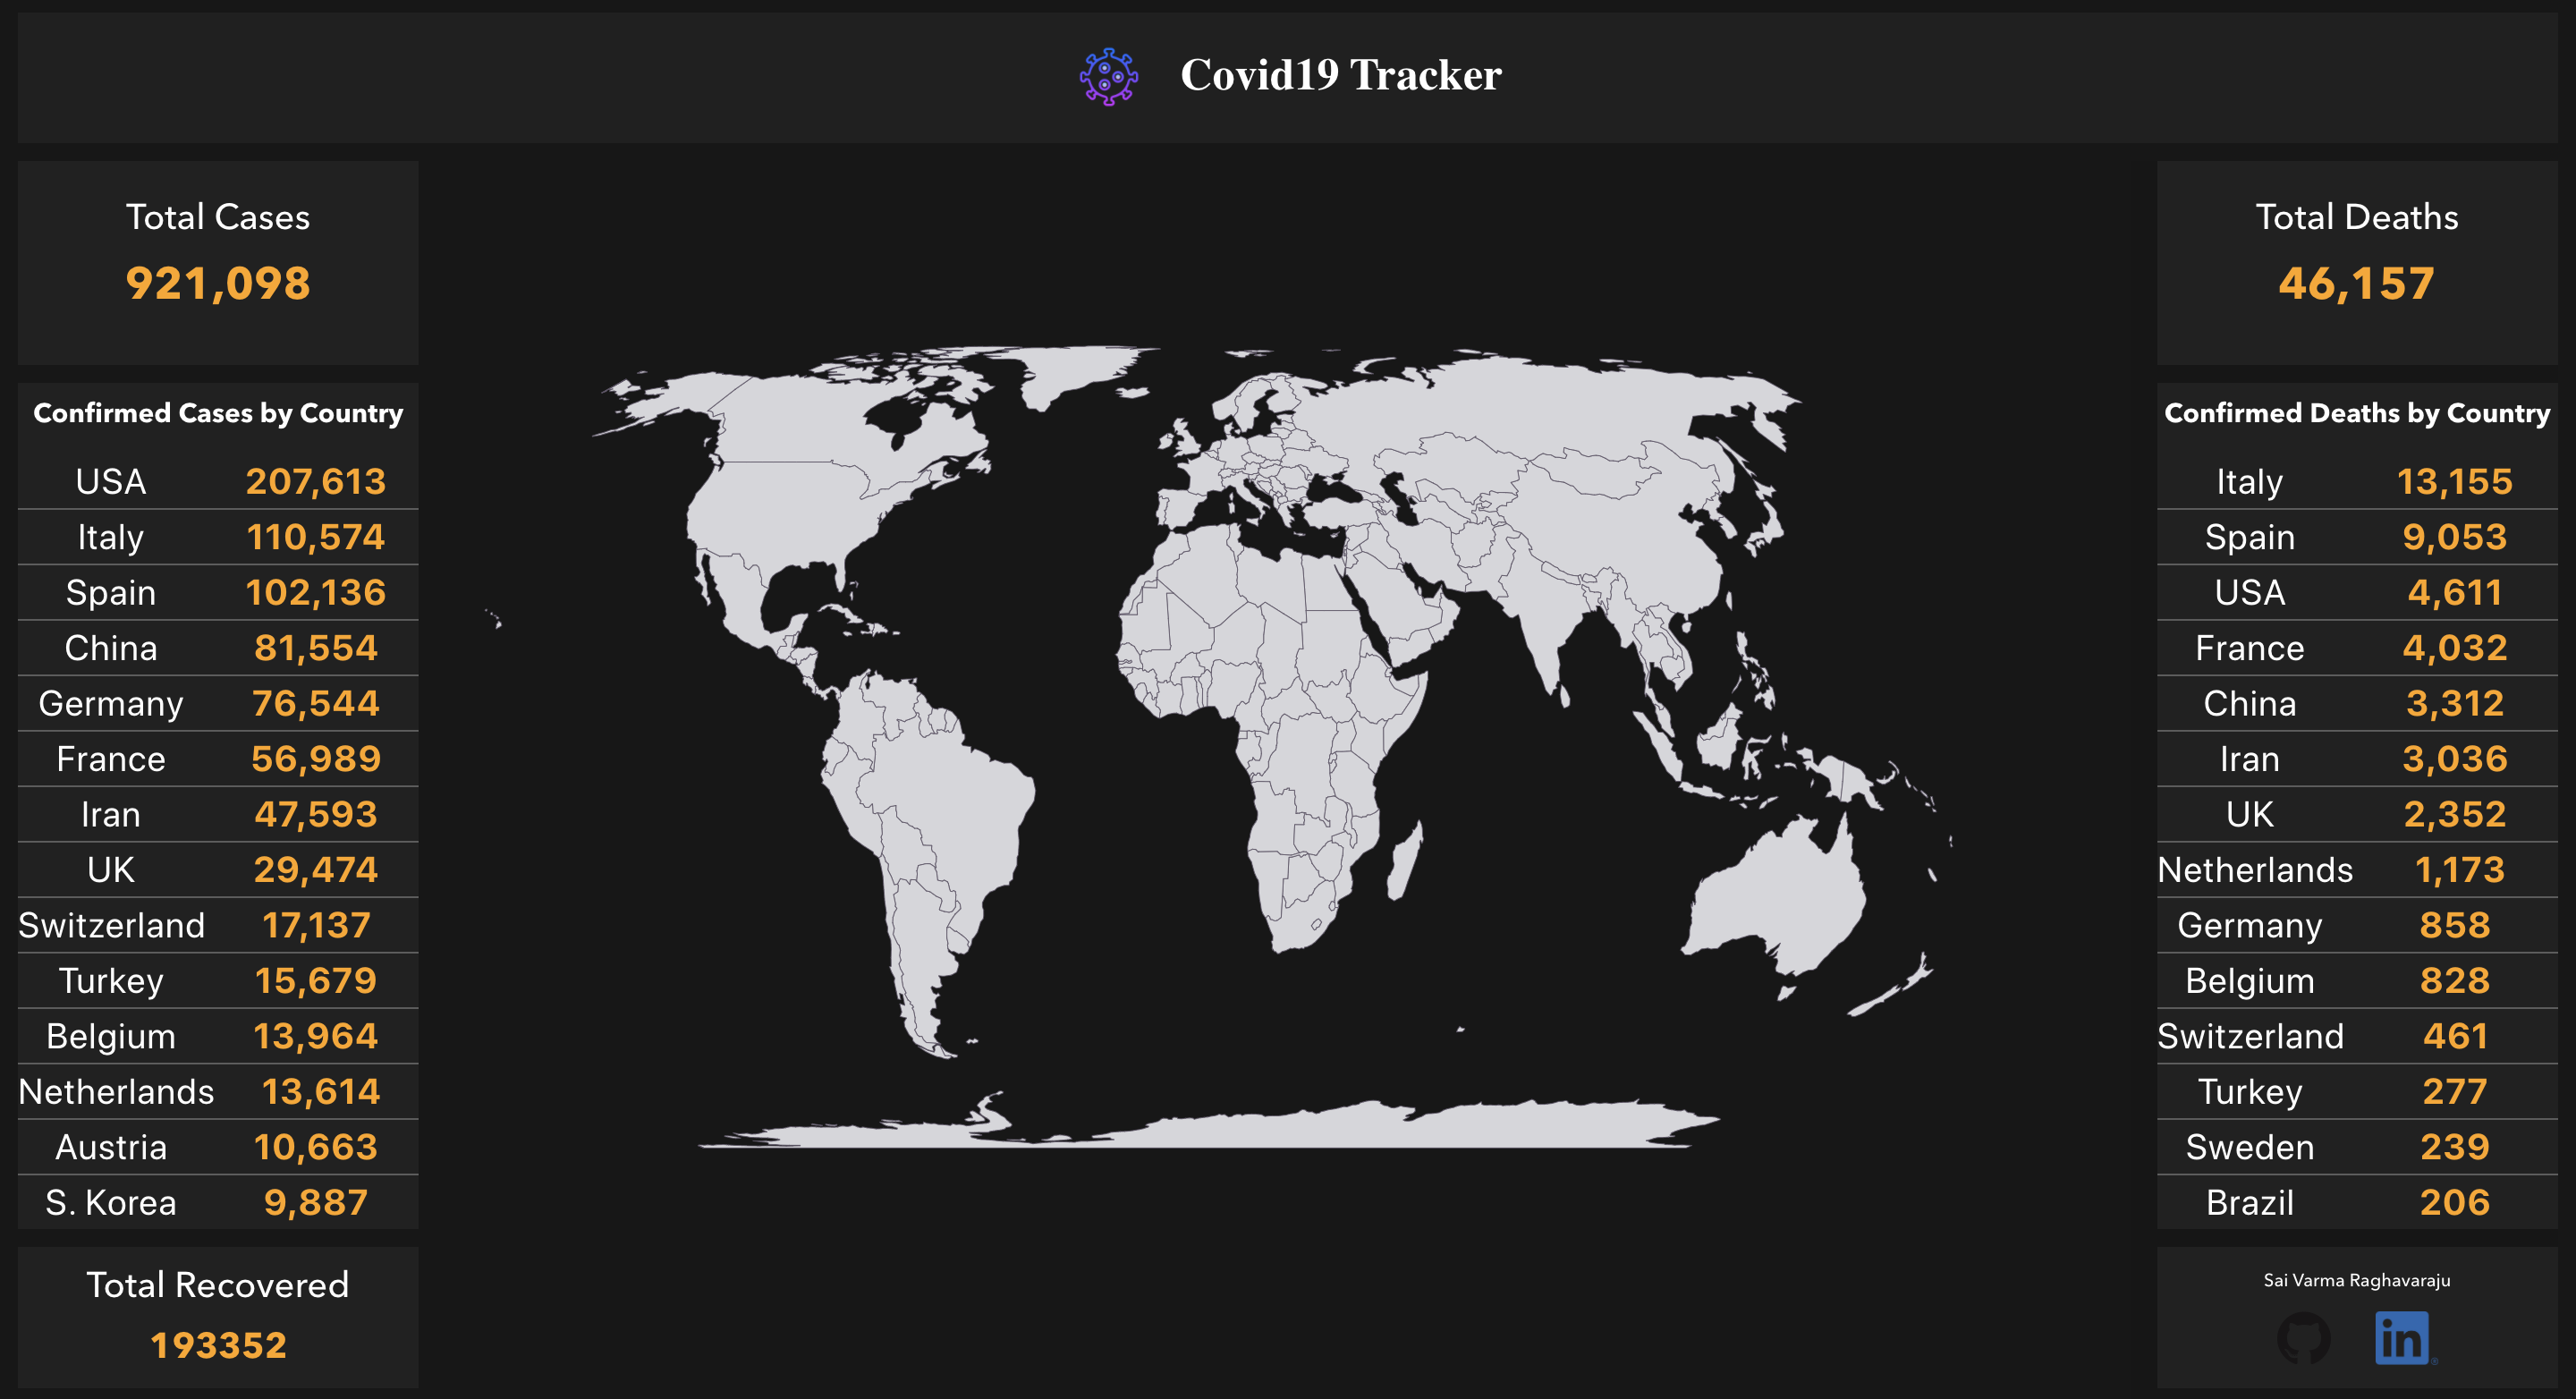 Covid19 Tracker
Total Cases
921,098
Confirmed Cases by Country
USA 207,613
Italy 110,574
Spain 102,136
China 81,554
Germany 76,544
France 56,989
Iran 47,593
UK 29,474
Switzerland 17,137
Turkey 15,679
Belgium 13,964
Netherlands 13,614
Austria 10,663
S. Korea 9,887
Total Recovered
193352
Total Deaths
46,157
Confirmed Deaths by Country
Italy 13,155
Spain 9,053
USA 4,611
France 4,032
China 3,312
Iran 3,036
UK 2,352
Netherlands 1,173
Germany 858
Belgium 828
Switzerland 461
Turkey 277
Sweden 239
Brazil 206
Sai Varma Raghavaraju
in®